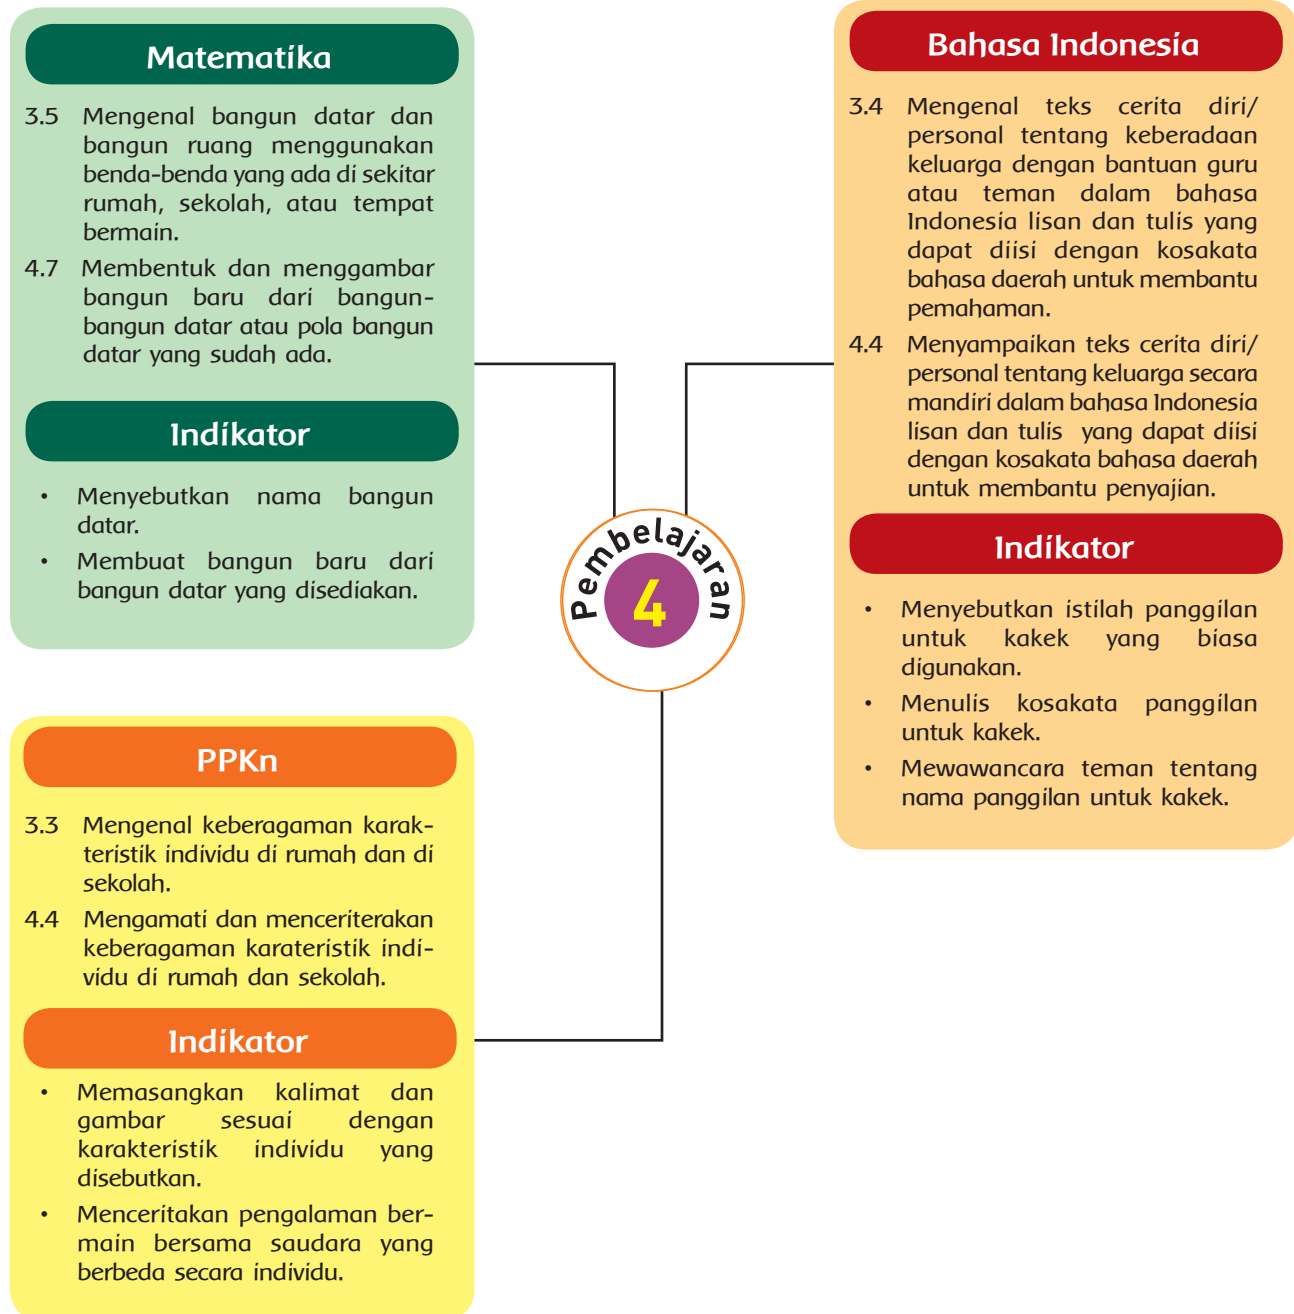 Matematika
3.5 Mengenal bangun datar dan
bangun ruang menggunakan
benda-benda yang ada di sekitar
rumah, sekolah, atau tempat
bermain.
4.7 Membentuk dan menggambar
bangun baru dari bangun-
bangun datar atau pola bangun
datar yang sudah ada.
Indikator
• Menyebutkan nama bangun
datar.
• Membuat bangun baru dari
bangun datar yang disediakan.
Bahasa Indonesia
3.4 Mengenal teks cerita diri/
personal tentang keberadaan
keluarga dengan bantuan guru
atau teman dalam bahasa
Indonesia lisan dan tulis yang
dapat diisi dengan kosakata
bahasa daerah untuk membantu
pemahaman.
4.4 Menyampaikan teks cerita diri/
personal tentang keluarga secara
mandiri dalam bahasa Indonesia
lisan dan tulis yang dapat diisi
dengan kosakata bahasa daerah
untuk membantu penyajian.
Indikator
• Menyebutkan istilah panggilan
untuk kakek yang biasa
digunakan.
• Menulis kosakata panggilan
untuk kakek.
• Mewawancara teman tentang
nama panggilan untuk kakek.
Pembelajaran
4
PPKn
3.3 Mengenal keberagaman karak-
teristik individu di rumah dan di
sekolah.
4.4 Mengamati dan menceriterakan
keberagaman karateristik indi-
vidu di rumah dan sekolah.
Indikator
• Memasangkan kalimat dan
gambar sesuai dengan
karakteristik individu yang
disebutkan.
• Menceritakan pengalaman ber-
main bersama saudara yang
berbeda secara individu.